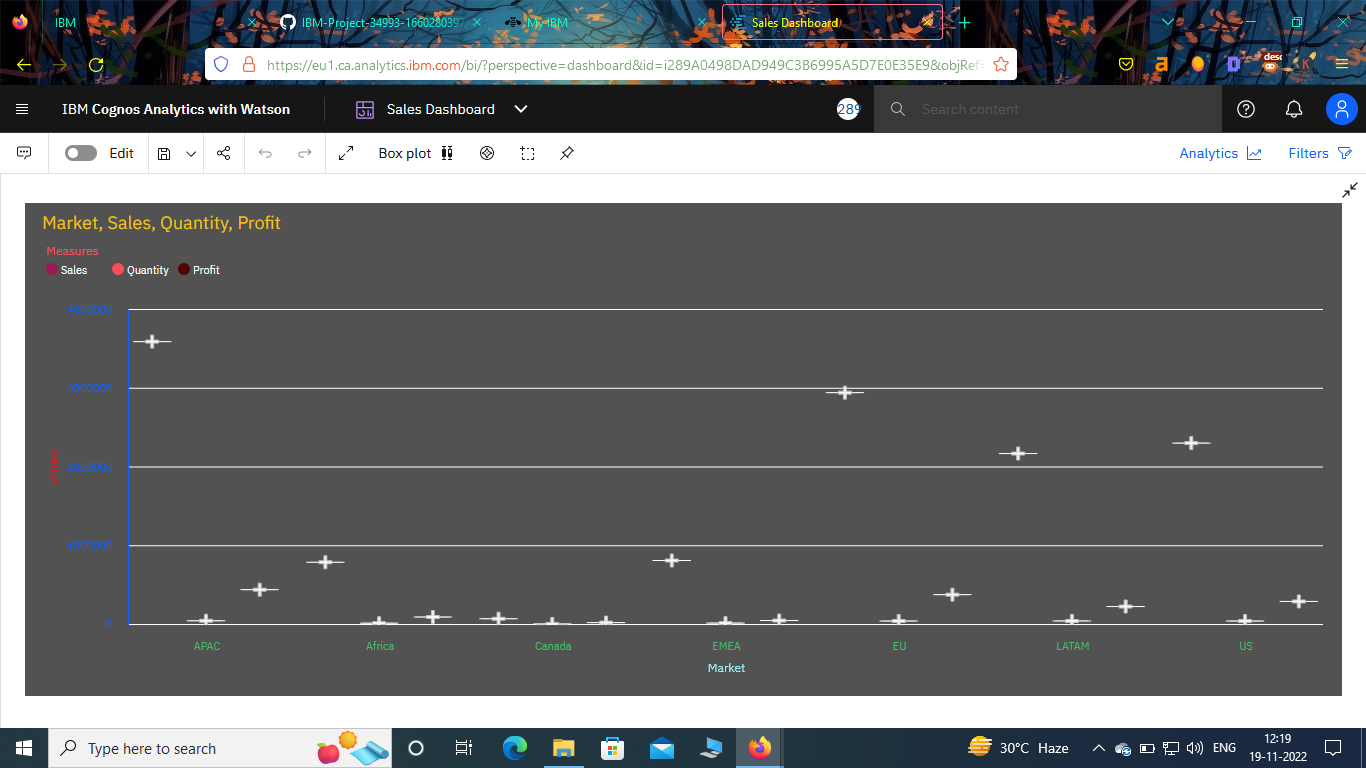 IBM IBM-Project-34993-1660280397 My IBM Sales Dashboard
https://eu1.ca.analytics.ibm.com/bi/?perspective=dashboard&id=i289A0498DAD949C3B6995A5D7E0E35E9&objRef=
IBM Cognos Analytics with Watson Sales Dashboard 289 Search content
Edit Box plot Analytics Filters
Market, Sales, Quantity, Profit
Measures
Sales Quantity Profit
4000000
3000000
2000000
1000000
0
APAC Africa Canada EMEA EU LATAM US
Market
Type here to search 30°C Haze ENG 12:19
19-11-2022